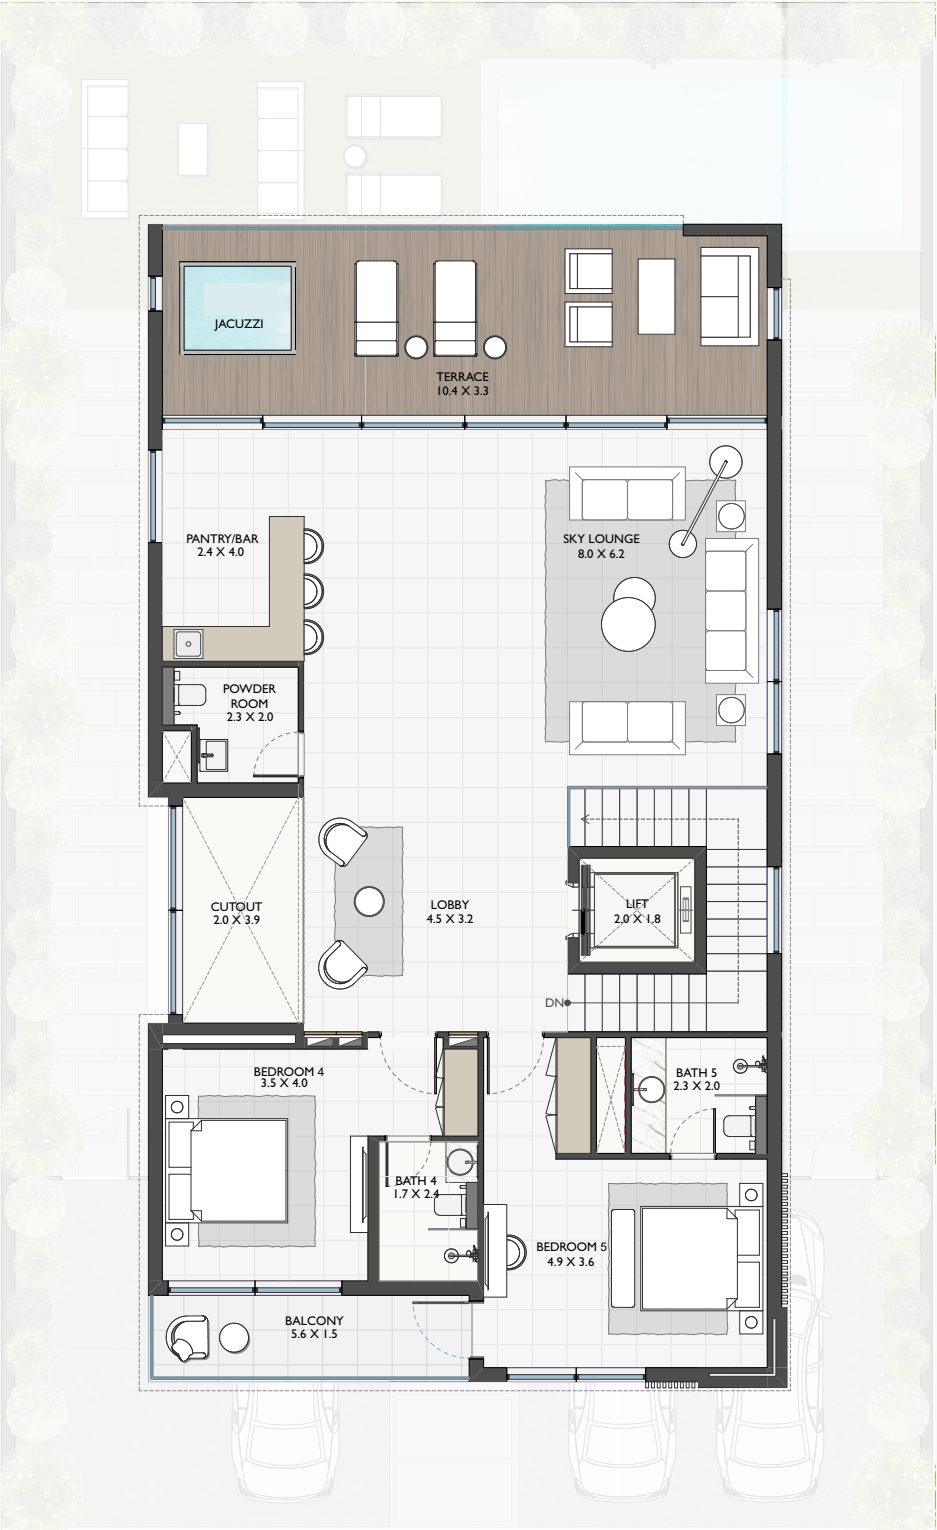 JACUZZI
TERRACE
10.4 X 3.3
PANTRY/BAR
2.4 X 4.0
SKY LOUNGE
8.0 X 6.2
POWDER
ROOM
2.3 X 2.0
CUTOUT
2.0 X 3.9
LOBBY
4.5 X 3.2
LIFT
2.0 X 1.8
DN
BEDROOM 4
3.5 X 4.0
BATH 5
2.3 X 2.0
BATH 4
1.7 X 2.4
BEDROOM 5
4.9 X 3.6
BALCONY
5.6 X 1.5